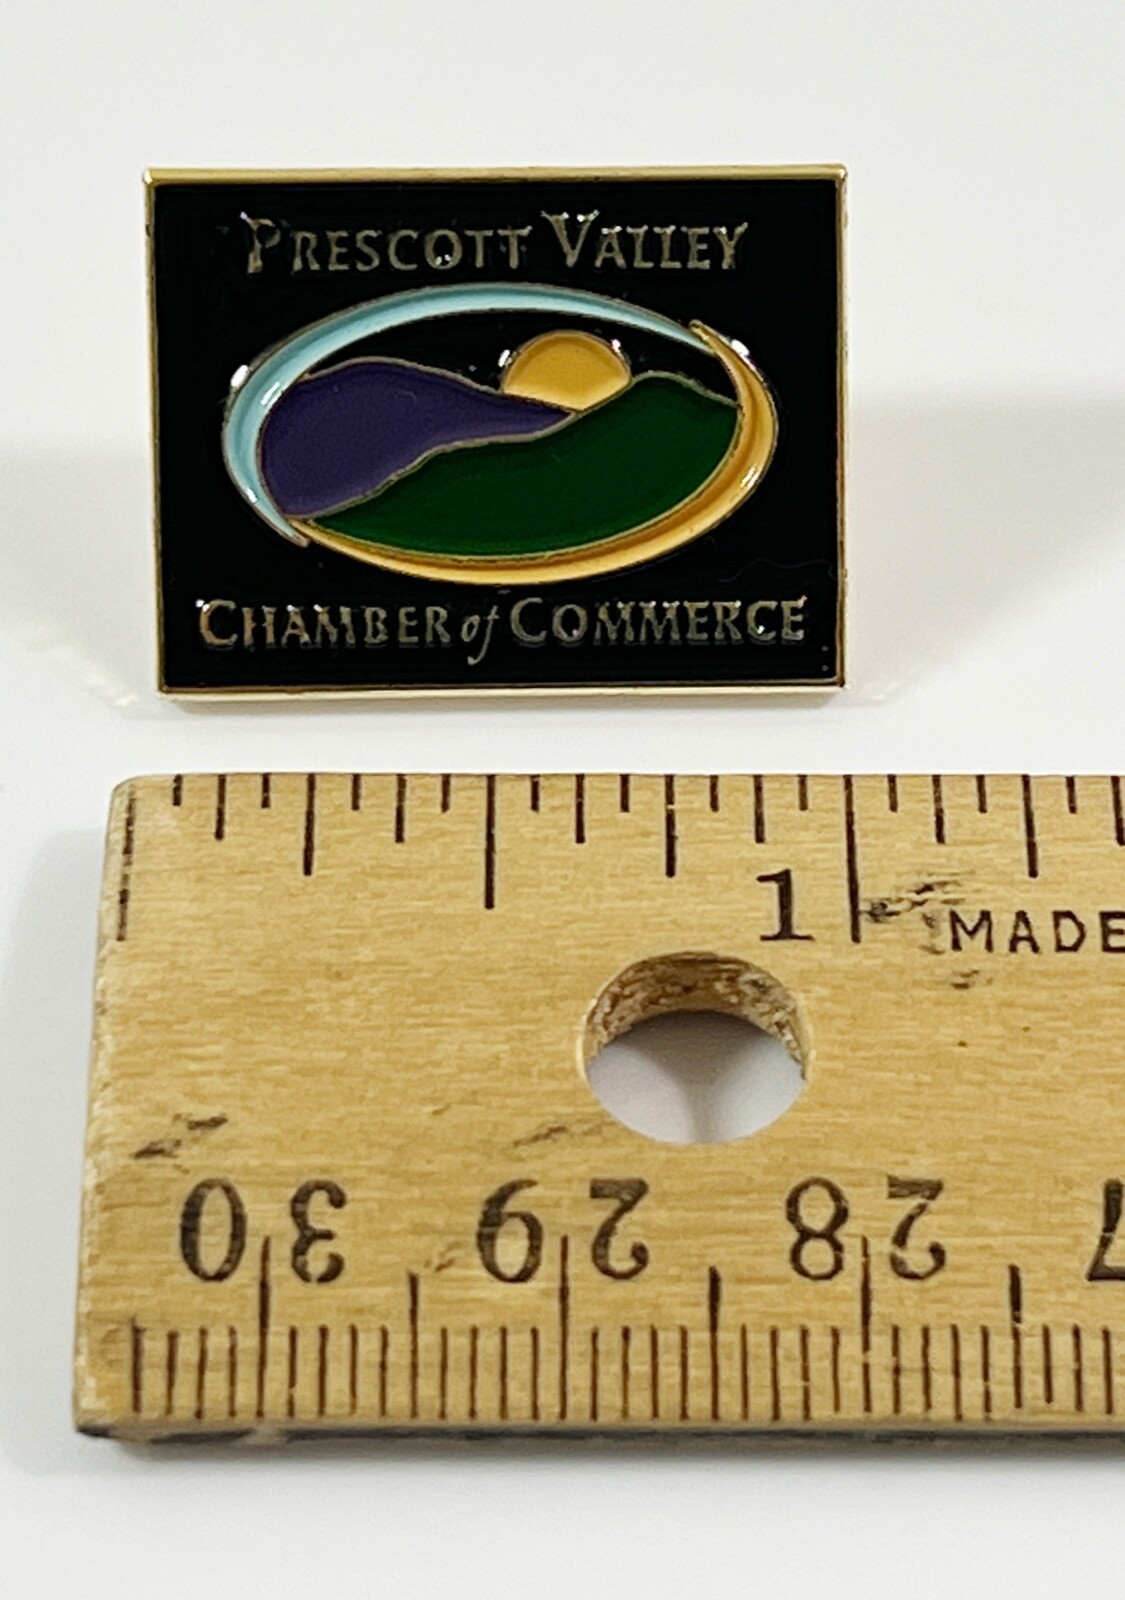 PRESCOTT VALLEY
CHAMBER of COMMERCE
1
MADE
30 29 28 27